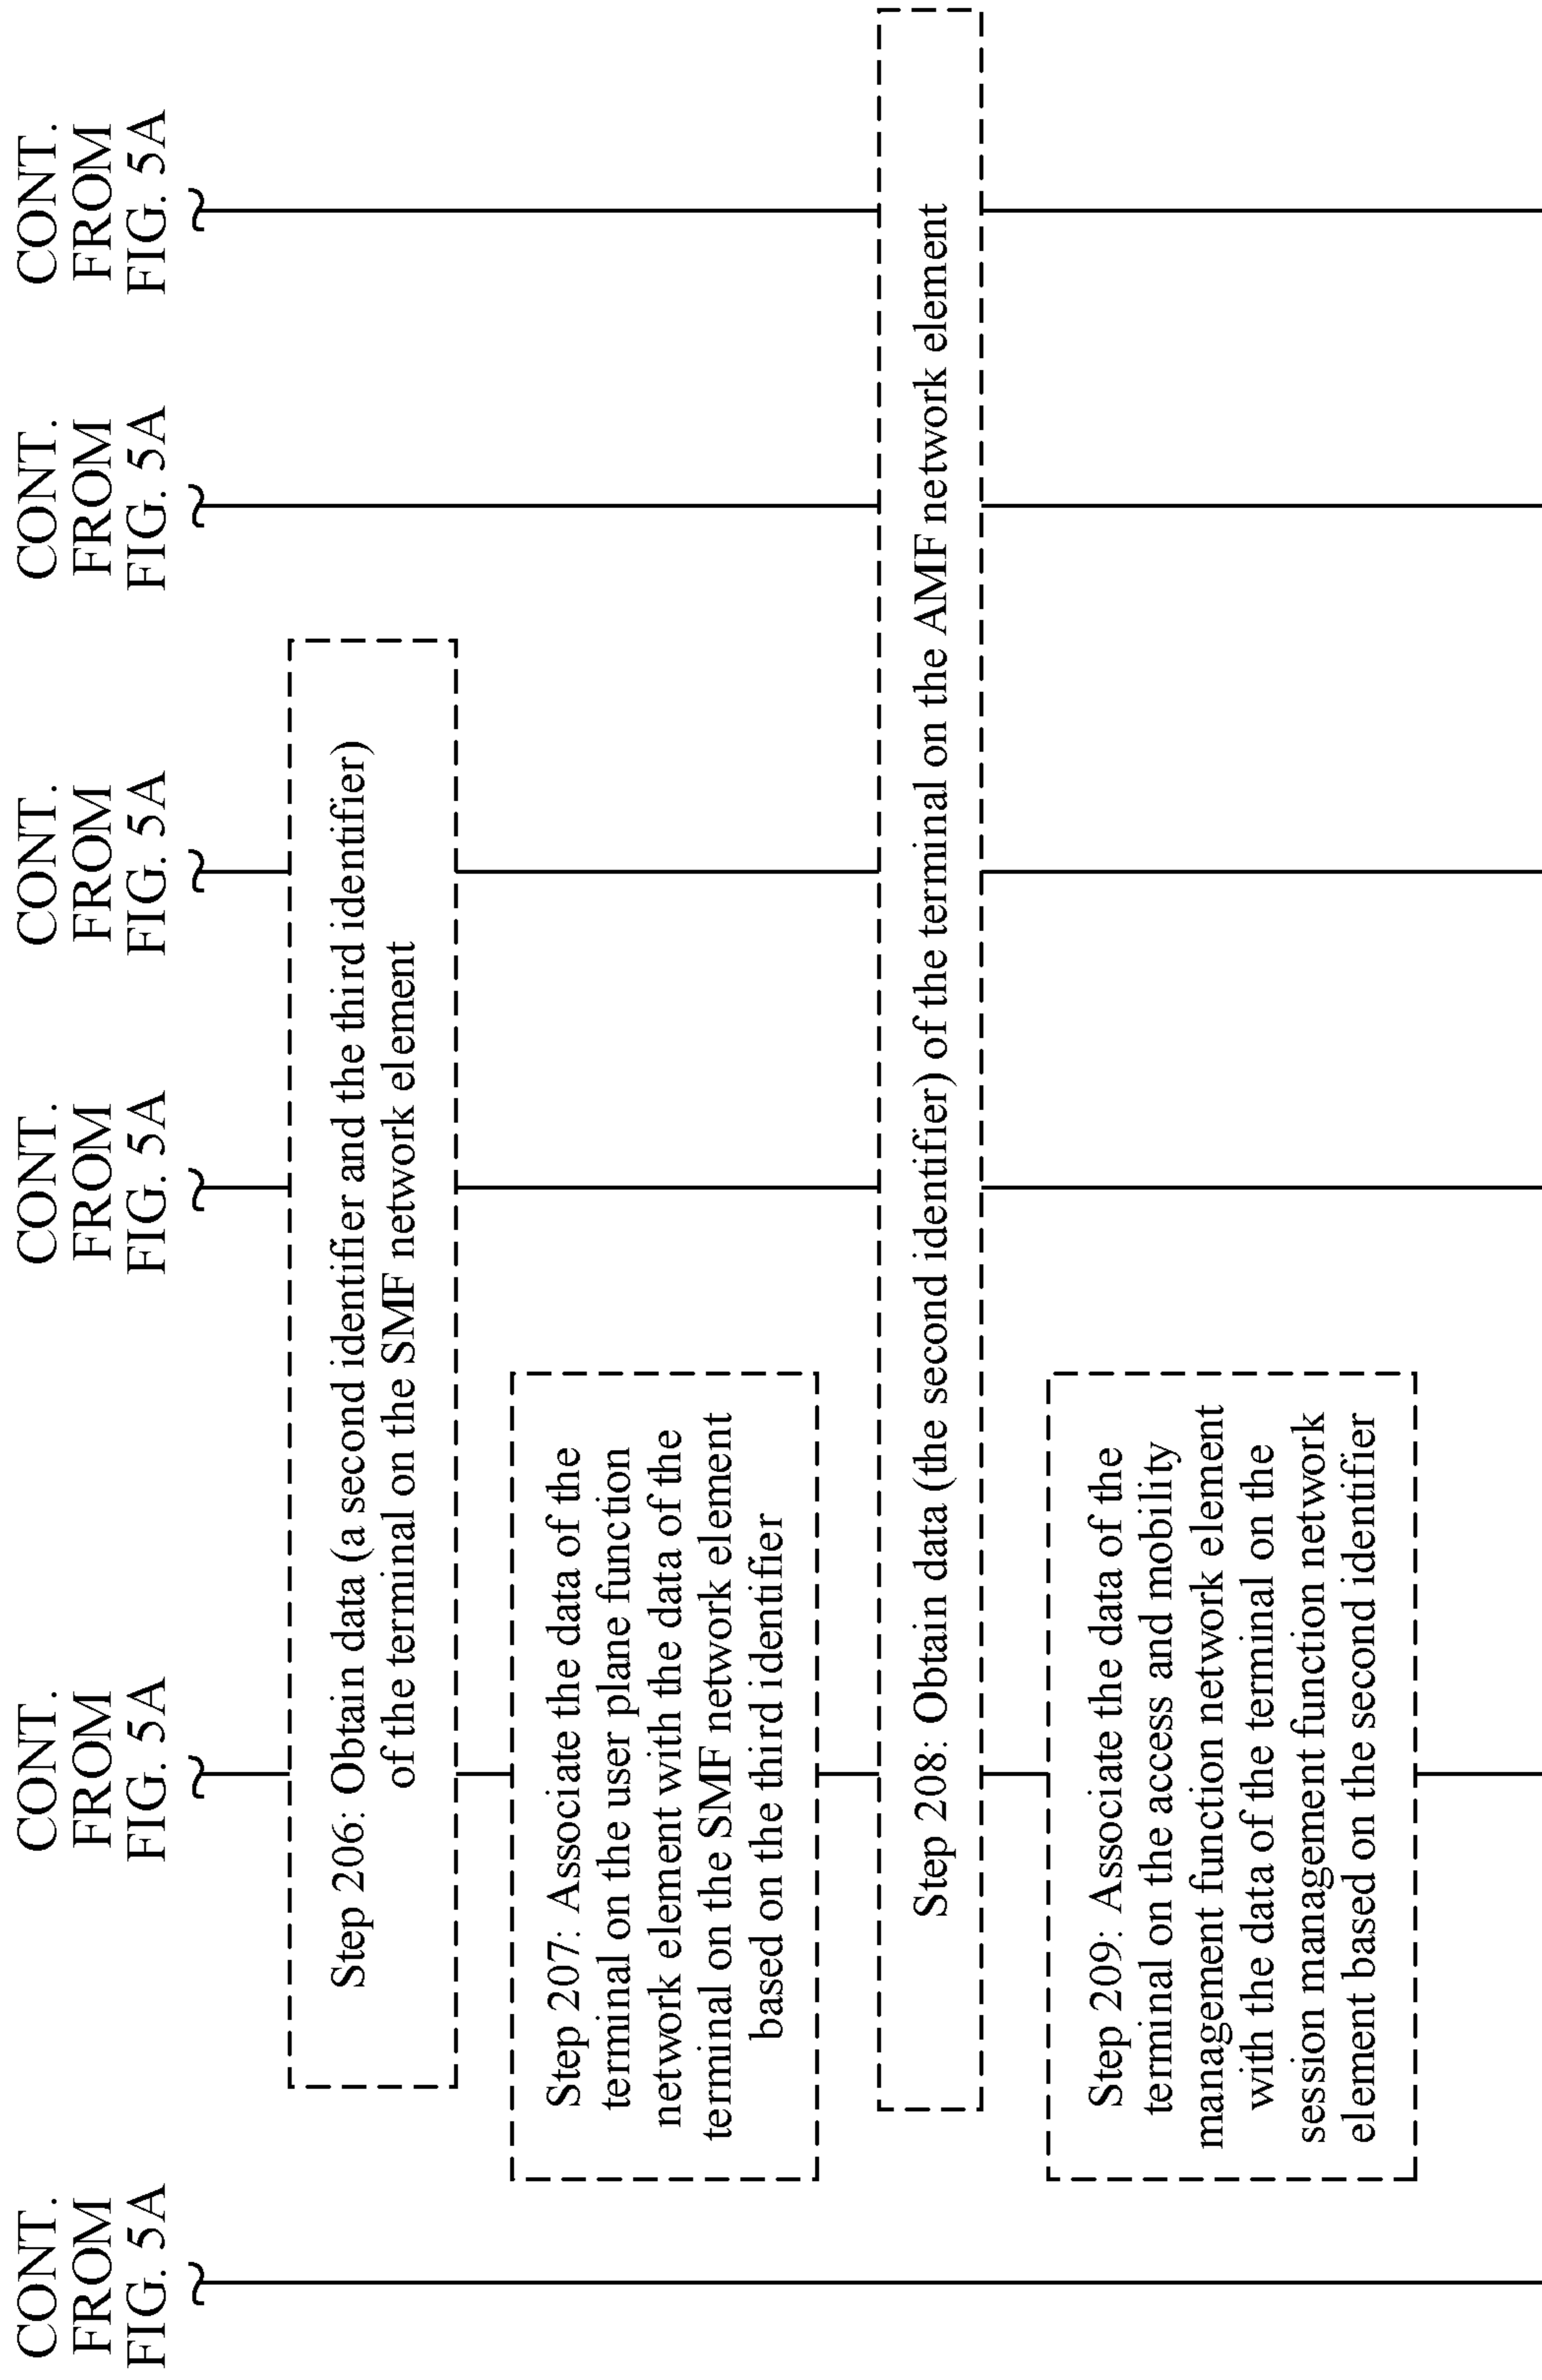 CONT.
FROM
FIG. 5A
CONT.
FROM
FIG. 5A
CONT.
FROM
FIG. 5A
CONT.
FROM
FIG. 5A
CONT.
FROM
FIG. 5A
CONT.
FROM
FIG. 5A
Step 206: Obtain data (a second identifier and the third identifier)
of the terminal on the SMF network element
Step 207: Associate the data of the
terminal on the user plane function
network element with the data of the
terminal on the SMF network element
based on the third identifier
Step 208: Obtain data (the second identifier) of the terminal on the AMF network element
Step 209: Associate the data of the
terminal on the access and mobility
management function network element
with the data of the terminal on the
session management function network
element based on the second identifier